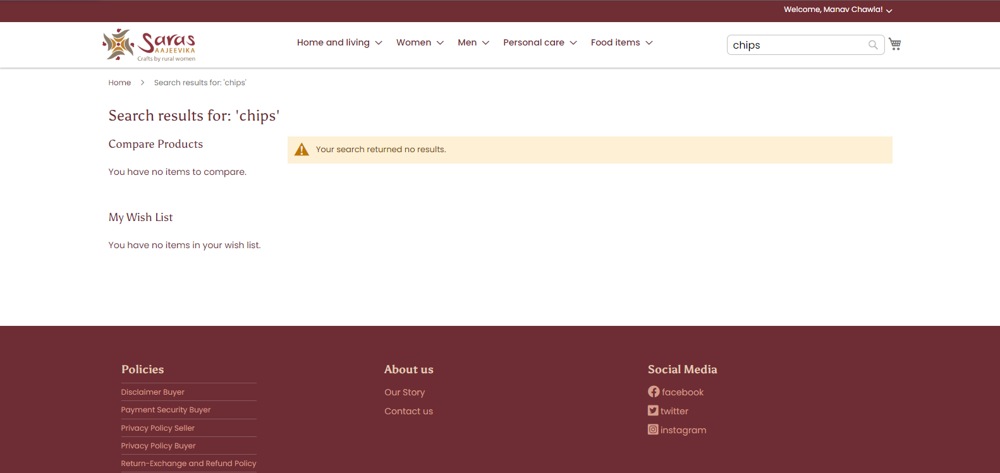 Welcome, Manav Chawla!
Saras
AAJEEVIKA
Crafts by rural women
Home and living
Women
Men
Personal care
Food items
chips
Home
Search results for: 'chips'
Search results for: 'chips'
Compare Products
You have no items to compare.
Your search returned no results.
My Wish List
You have no items in your wish list.
Policies
Disclaimer Buyer
Payment Security Buyer
Privacy Policy Seller
Privacy Policy Buyer
Return-Exchange and Refund Policy
About us
Our Story
Contact us
Social Media
facebook
twitter
instagram